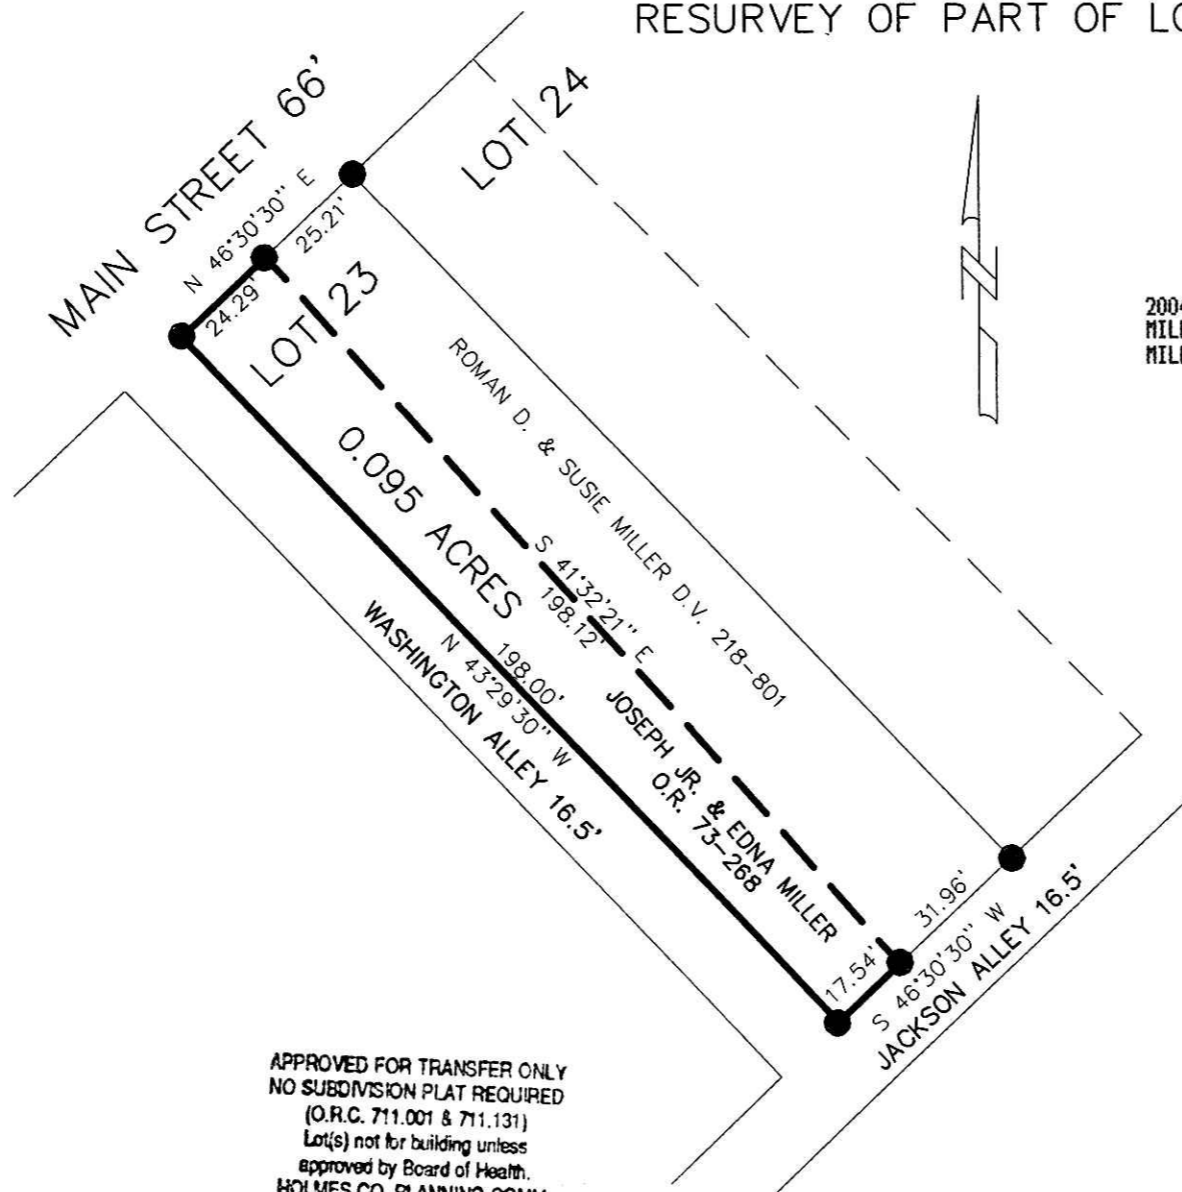 RESURVEY OF PART OF
MAIN STREET 66'
LOT 24
N 46°30'30" E
25.21'
24.29'
LOT 23
2004
ROMAN D. & SUSIE MILLER D.V. 218-801
0.095 ACRES
S 41°32'21" E
198.12'
198.00'
N 43°29'30" W
WASHINGTON ALLEY 16.5'
JOSEPH JR. & EDNA MILLER
O.R. 73-268
31.96'
17.54'
S 46°30'30" W
JACKSON ALLEY 16.5'
APPROVED FOR TRANSFER ONLY
NO SUBDIVISION PLAT REQUIRED
(O.R.C. 711.001 & 711.131)
Lot(s) not for building unless
approved by Board of Health.
HOLMES CO. PLANNING COMM.